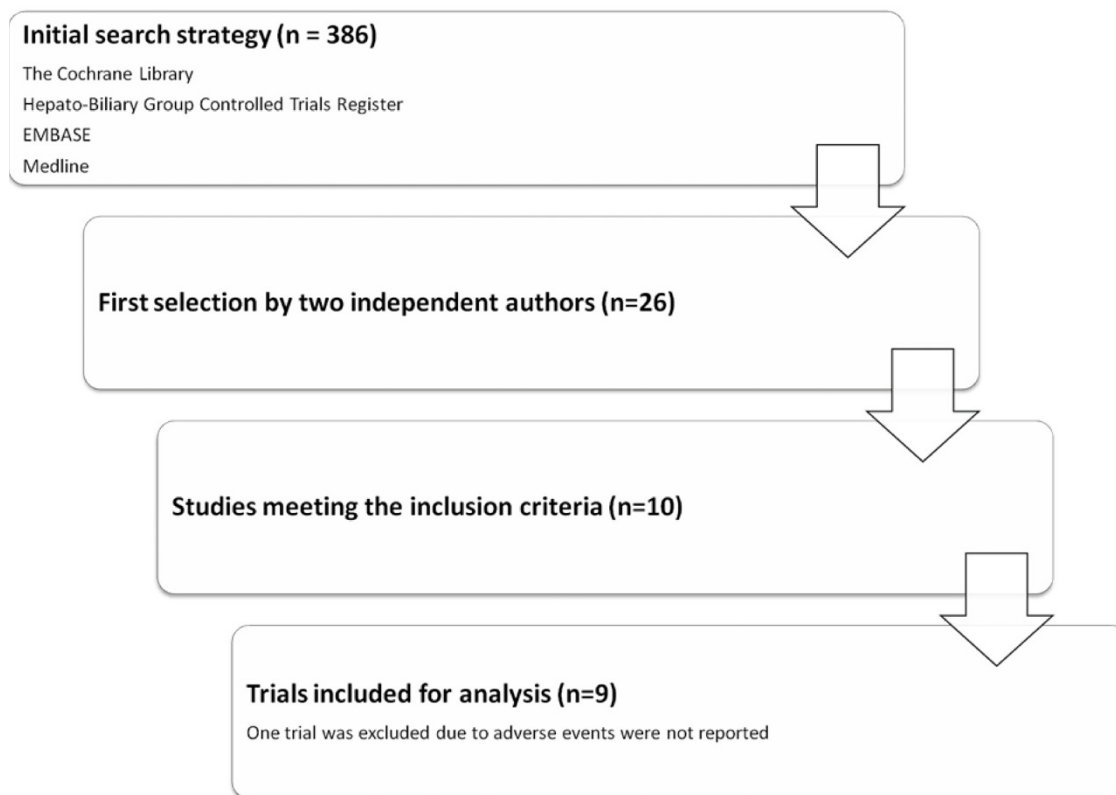 Initial search strategy (n = 386)
The Cochrane Library
Hepato-Biliary Group Controlled Trials Register
EMBASE
Medline
First selection by two independent authors (n=26)
Studies meeting the inclusion criteria (n=10)
Trials included for analysis (n=9)
One trial was excluded due to adverse events were not reported